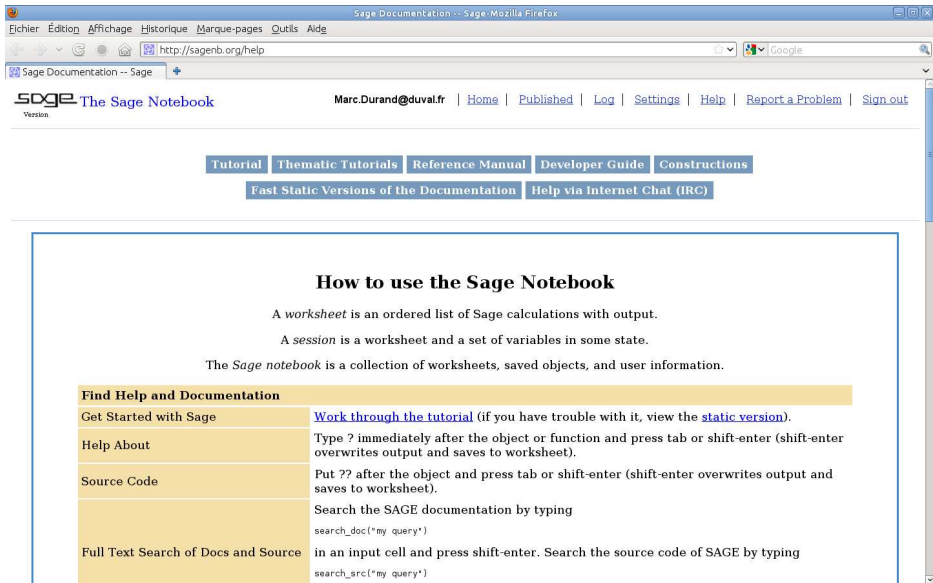 Sage Documentation -- Sage - Mozilla Firefox
Fichier Édition Affichage Historique Marque-pages Outils Aide
http://sagenb.org/help
Google
Sage Documentation -- Sage
sage The Sage Notebook
Version
Marc.Durand@duval.fr | Home | Published | Log | Settings | Help | Report a Problem | Sign out
Tutorial Thematic Tutorials Reference Manual Developer Guide Constructions
Fast Static Versions of the Documentation Help via Internet Chat (IRC)
How to use the Sage Notebook
A worksheet is an ordered list of Sage calculations with output.
A session is a worksheet and a set of variables in some state.
The Sage notebook is a collection of worksheets, saved objects, and user information.
Find Help and Documentation
Get Started with Sage
Work through the tutorial (if you have trouble with it, view the static version).
Help About
Type ? immediately after the object or function and press tab or shift-enter (shift-enter
overwrites output and saves to worksheet).
Source Code
Put ?? after the object and press tab or shift-enter (shift-enter overwrites output and
saves to worksheet).
Full Text Search of Docs and Source
Search the SAGE documentation by typing
search_doc("my query")
in an input cell and press shift-enter. Search the source code of SAGE by typing
search_src("my query")